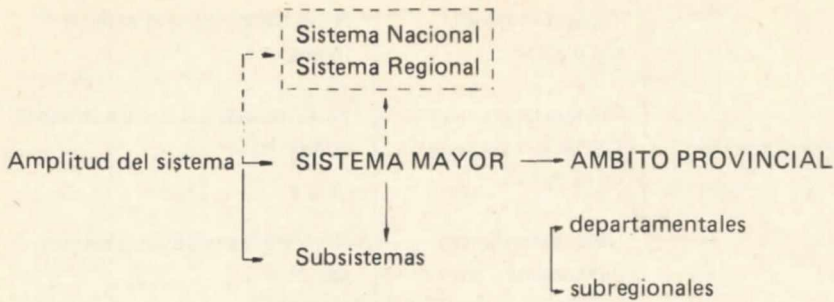 Sistema Nacional
Sistema Regional
Amplitud del sistema
SISTEMA MAYOR
AMBITO PROVINCIAL
Subsistemas
departamentales
subregionales